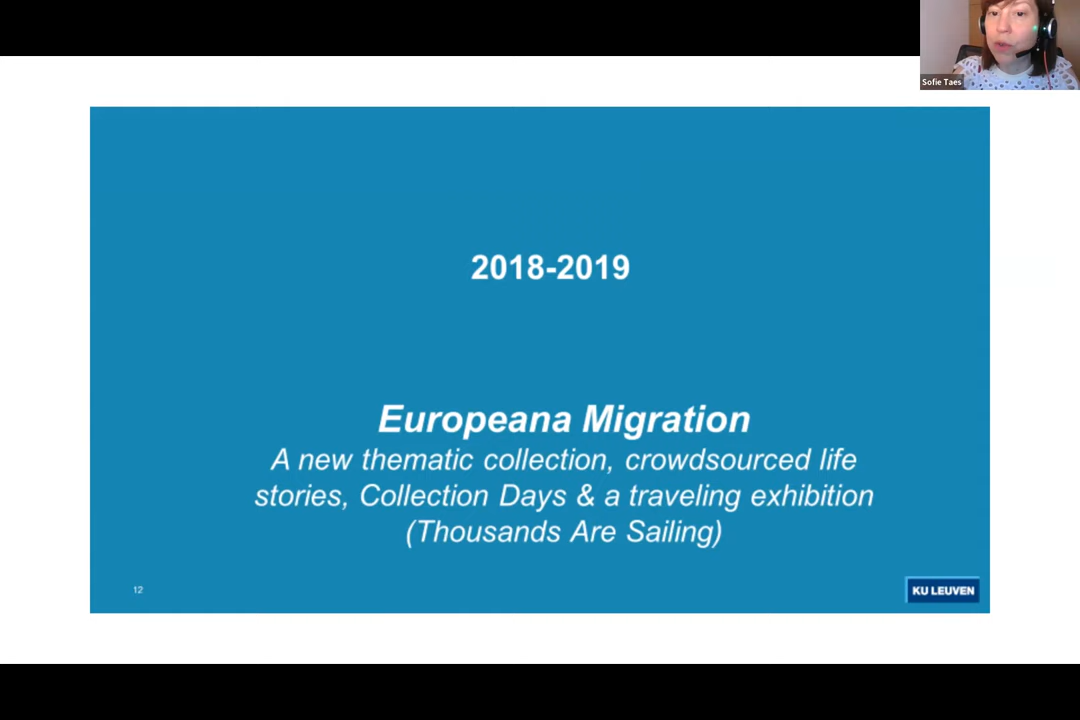 Sofie Taes
2018-2019
Europeana Migration
A new thematic collection, crowdsourced life
stories, Collection Days & a traveling exhibition
(Thousands Are Sailing)
12
KU LEUVEN